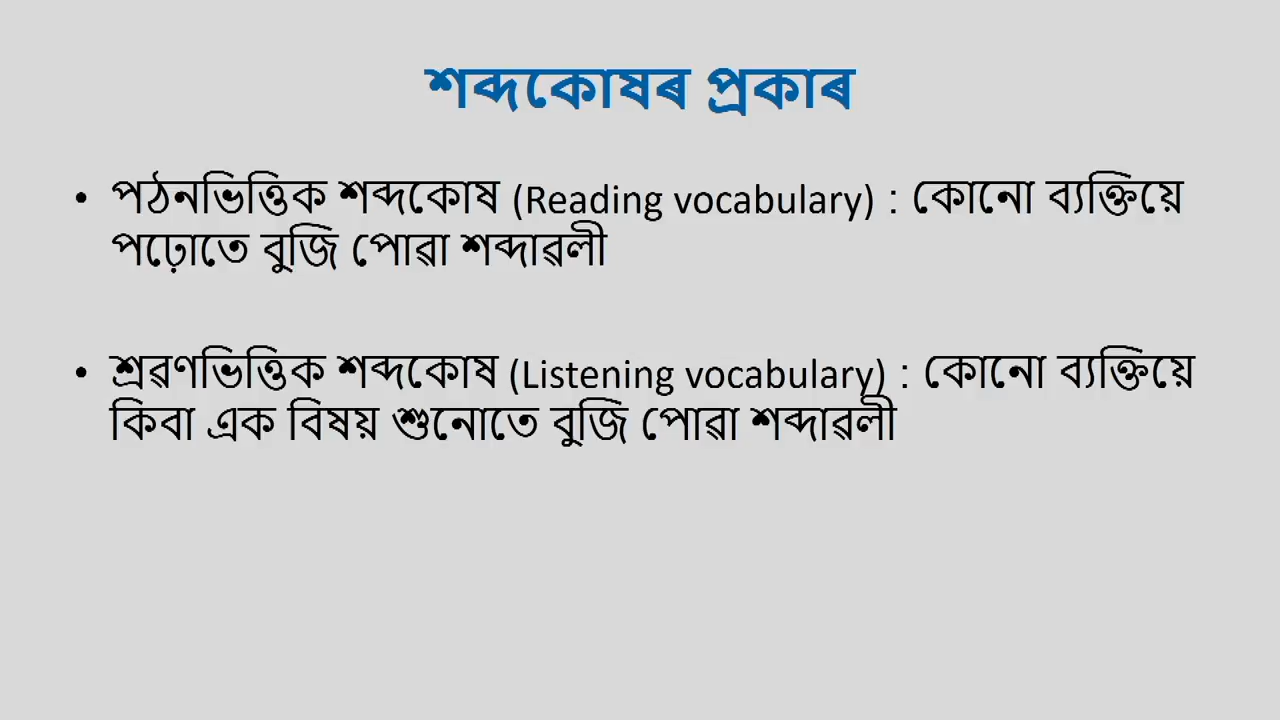 শব্দকোষৰ প্ৰকাৰ
• পঠনভিত্তিক শব্দকোষ (Reading vocabulary) : কোনো ব্যক্তিয়ে
পঢ়োতে বুজি পোৱা শব্দাৱলী
• শ্ৰৱণভিত্তিক শব্দকোষ (Listening vocabulary) : কোনো ব্যক্তিয়ে
কিবা এক বিষয় শুনোতে বুজি পোৱা শব্দাৱলী